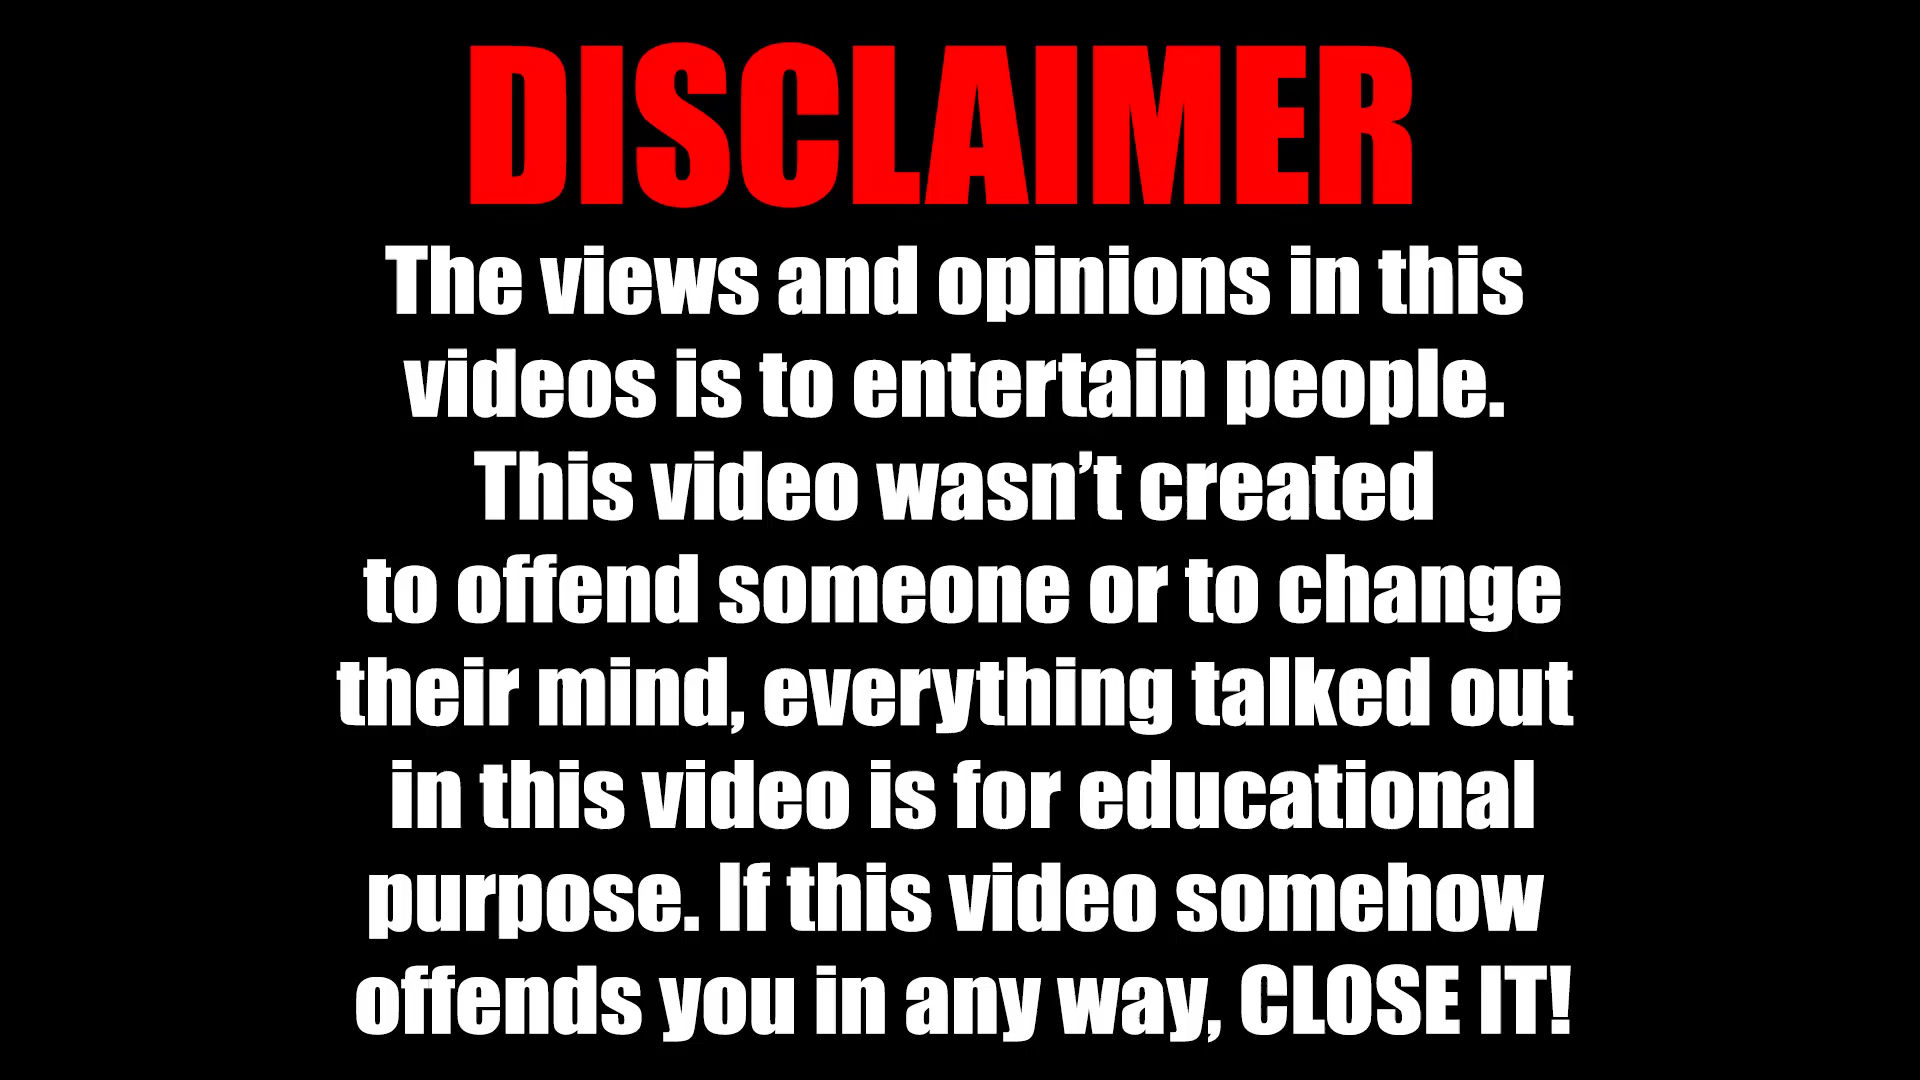 DISCLAIMER
The views and opinions in this
videos is to entertain people.
This video wasn’t created
to offend someone or to change
their mind, everything talked out
in this video is for educational
purpose. If this video somehow
offends you in any way, CLOSE IT!